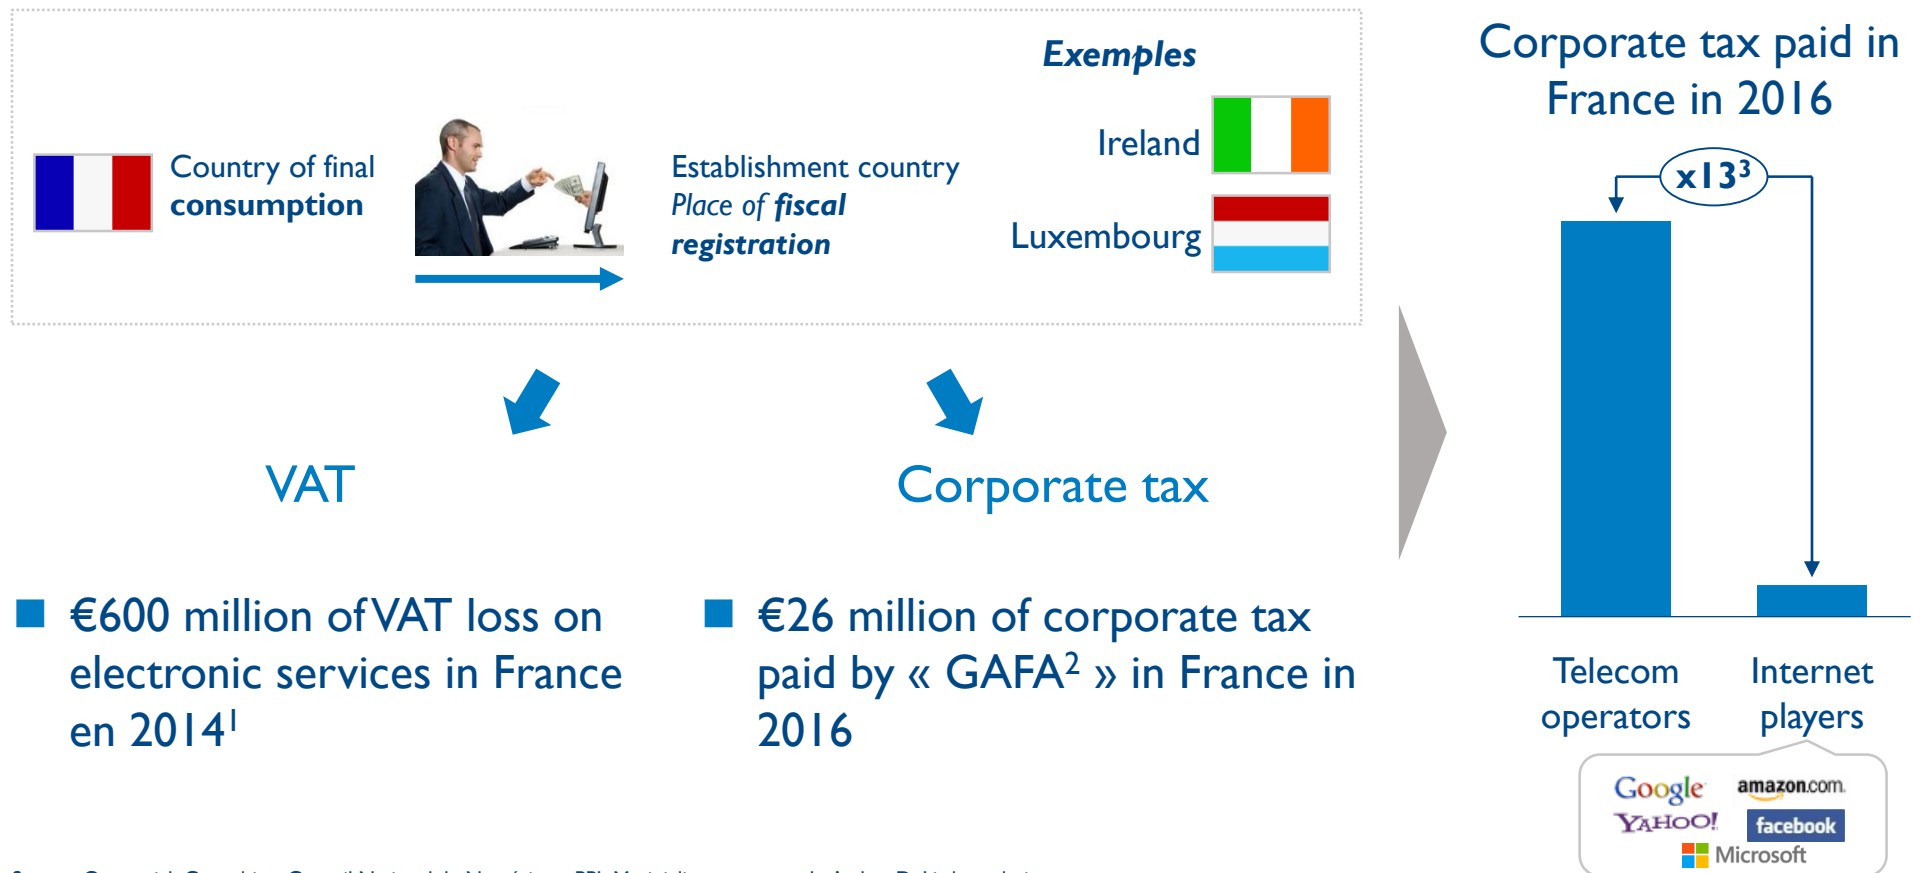 Exemples
Country of final
consumption
Establishment country
Place of fiscal
registration
Ireland
Luxembourg
VAT
Corporate tax
€600 million of VAT loss on
electronic services in France
en 2014¹
€26 million of corporate tax
paid by « GAFA² » in France in
2016
Corporate tax paid in
France in 2016
x13³
Telecom
operators
Internet
players
Google
amazon.com.
YAHOO!
facebook
Microsoft